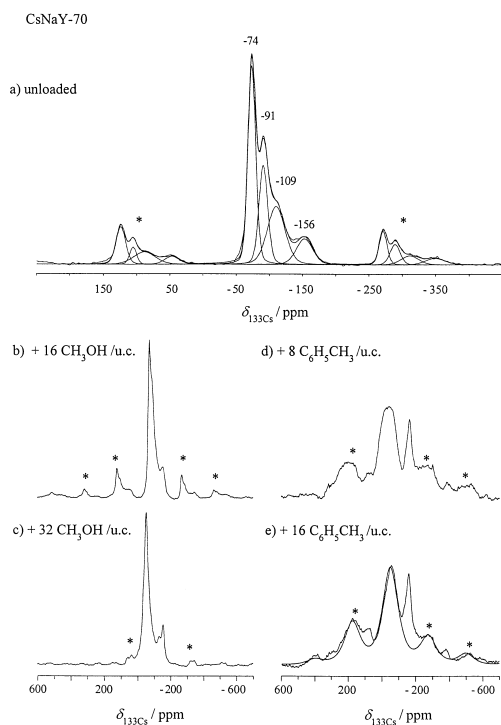 CsNaY-70
a) unloaded
-74
-91
-109
-156
*
*
150 50 -50 -150 - 250 - 350
δ133Cs / ppm
b) + 16 CH3OH /u.c.
* * * *
c) + 32 CH3OH /u.c.
* *
600 200 -200 - 600
δ133Cs / ppm
d) + 8 C6H5CH3 /u.c.
* * *
e) + 16 C6H5CH3 /u.c.
* * *
600 200 - 200 - 600
δ133Cs / ppm